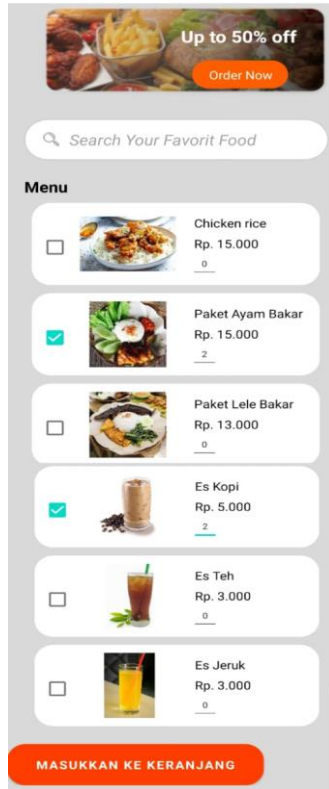 Up to 50% off
Order Now
Search Your Favorit Food
Menu
Chicken rice
Rp. 15.000
0
Paket Ayam Bakar
Rp. 15.000
2
Paket Lele Bakar
Rp. 13.000
0
Es Kopi
Rp. 5.000
2
Es Teh
Rp. 3.000
0
Es Jeruk
Rp. 3.000
0
MASUKKAN KE KERANJANG